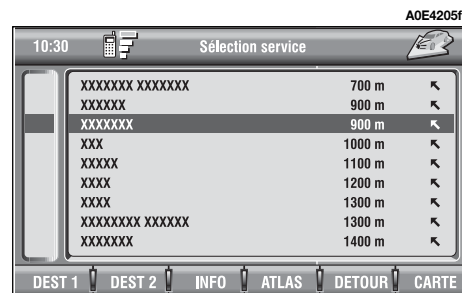 A0E4205f
10:30 Sélection service
XXXXXXX XXXXXXX 700 m
XXXXXX 900 m
XXXXXXX 900 m
XXX 1000 m
XXXXX 1100 m
XXXX 1200 m
XXXX 1300 m
XXXXXXXX XXXXXX 1300 m
XXXXXXX 1400 m
DEST 1 DEST 2 INFO ATLAS DETOUR CARTE